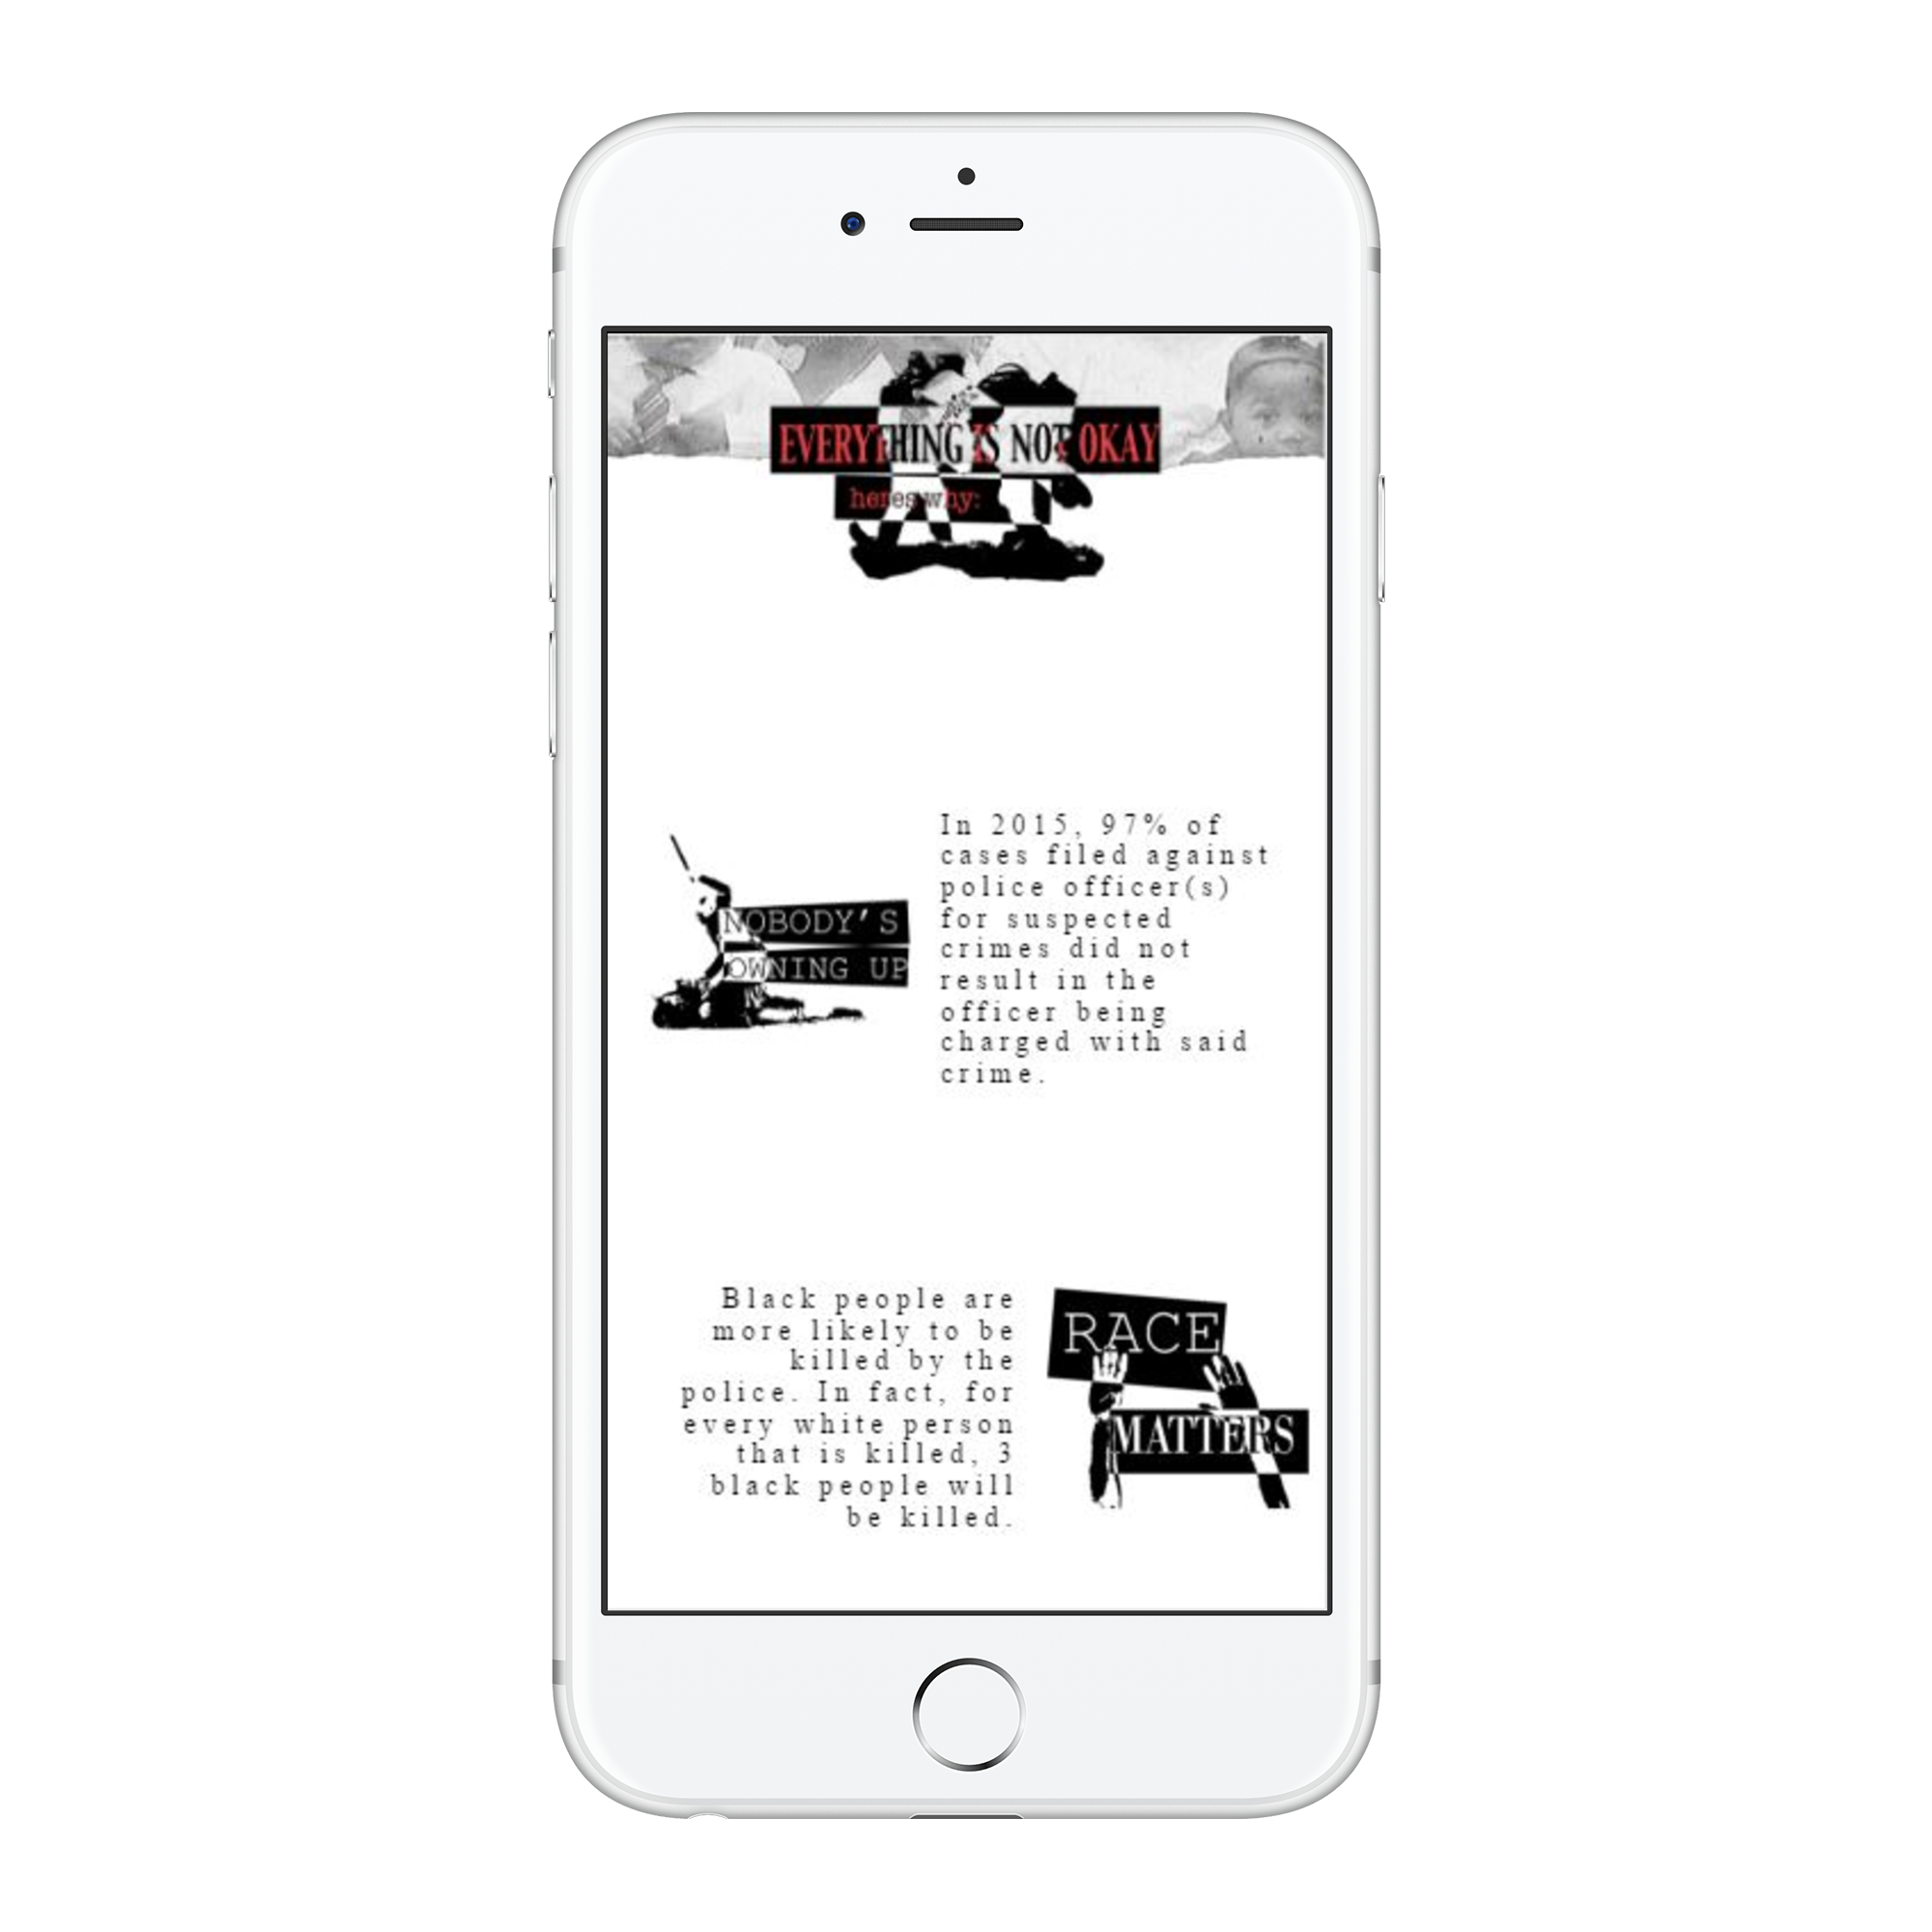 EVERYTHING IS NOT OKAY
heres why:
In 2015, 97% of
cases filed against
police officer(s)
for suspected
crimes did not
result in the
officer being
charged with said
crime.
NOBODY'S
OWNING UP
Black people are
more likely to be
killed by the
police. In fact, for
every white person
that is killed, 3
black people will
be killed.
RACE
MATTERS